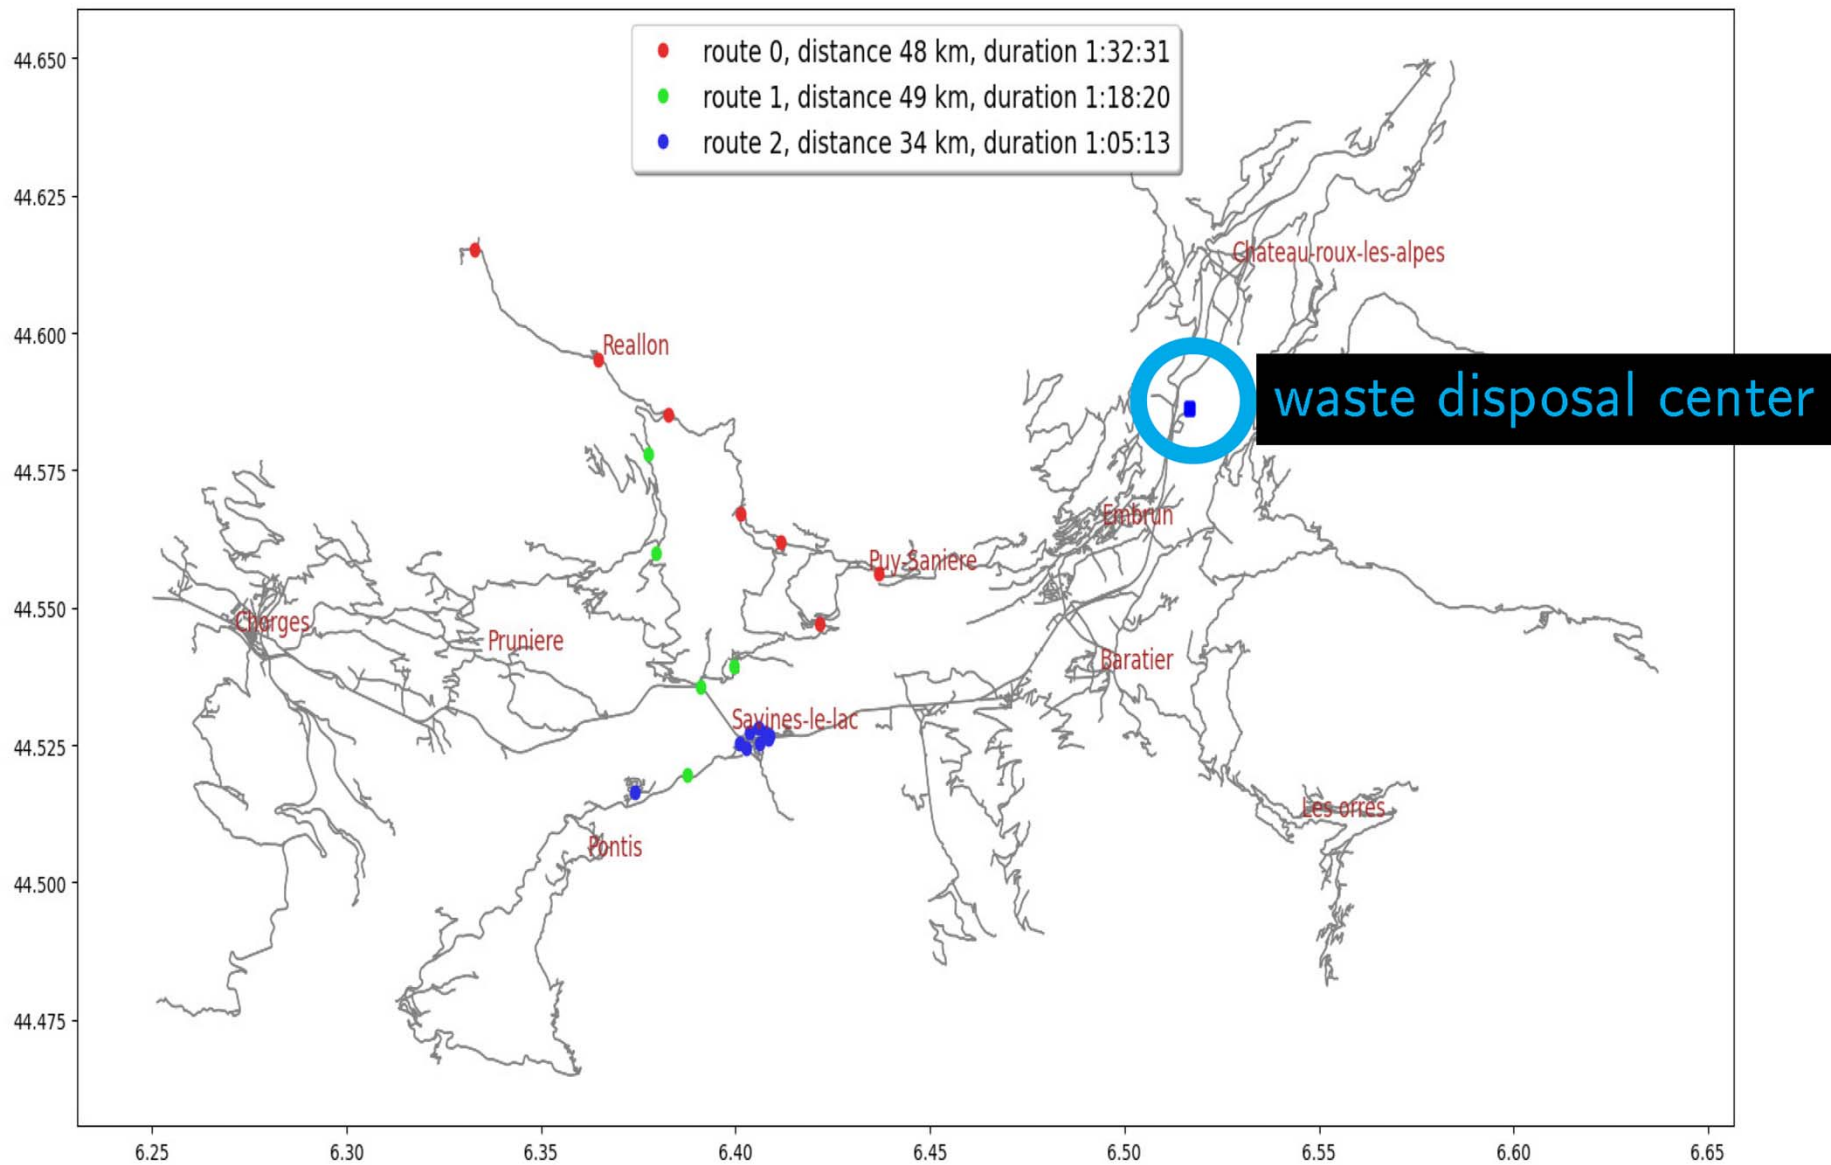 route 0, distance 48 km, duration 1:32:31
route 1, distance 49 km, duration 1:18:20
route 2, distance 34 km, duration 1:05:13
44.650
44.625
44.600
44.575
44.550
44.525
44.500
44.475
Chateau-roux-les-alpes
Reallon
waste disposal center
Embrun
Puy-Saniere
Chorges
Pruniere
Baratier
Savines-le-lac
Les orres
Pontis
6.25 6.30 6.35 6.40 6.45 6.50 6.55 6.60 6.65